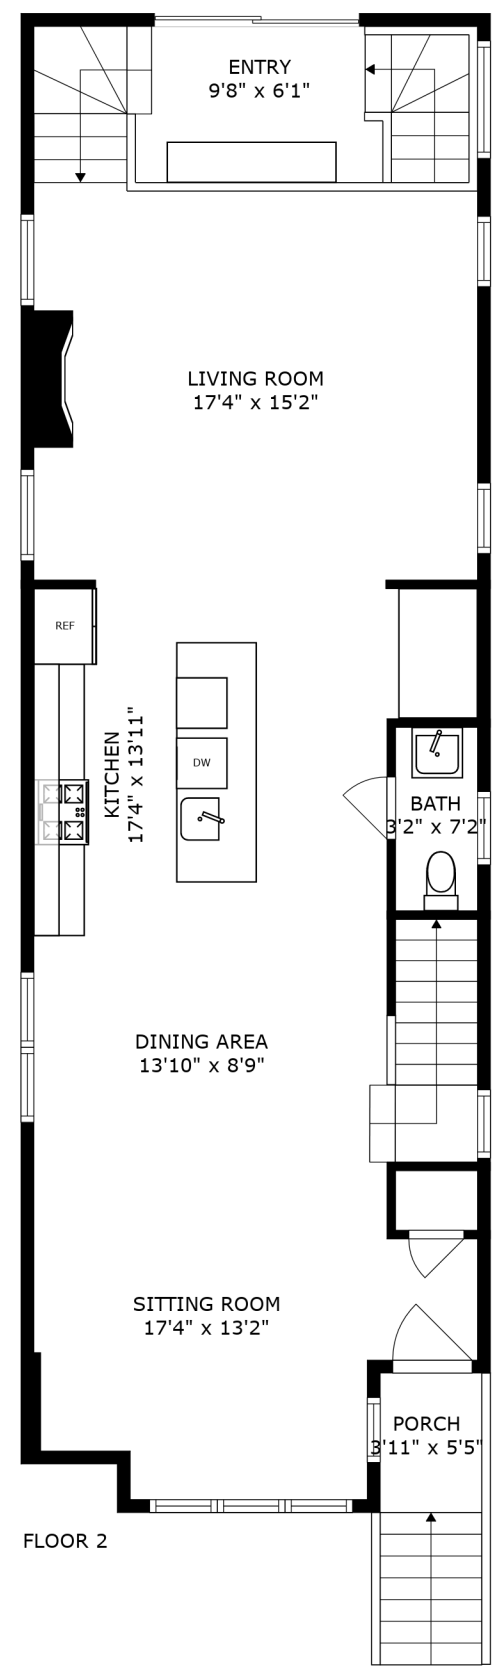 ENTRY
9'8" x 6'1"
LIVING ROOM
17'4" x 15'2"
REF
KITCHEN
17'4" x 13'11"
DW
BATH
3'2" x 7'2"
DINING AREA
13'10" x 8'9"
SITTING ROOM
17'4" x 13'2"
PORCH
3'11" x 5'5"
FLOOR 2